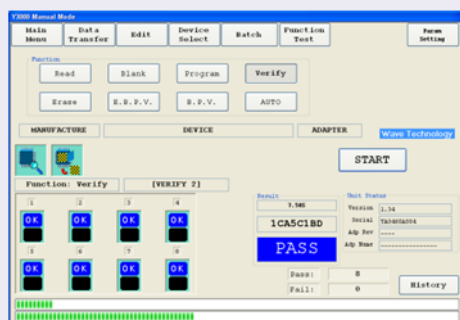 Y3000 Manual Mode
Main Menu
Data Transfer
Edit
Device Select
Batch
Function Test
Param Setting
Function
Read
Blank
Program
Verify
Erase
E.B.P.V.
B.P.V.
AUTO
MANUFACTURE
DEVICE
ADAPTER
Wave Technology
START
Function: Verify
[VERIFY 2]
1 2 3 4
OK OK OK OK
5 6 7 8
OK OK OK OK
Result
1CA5C1BD
PASS
Pass: 8
Fail: 0
Unit Status
Version 1.34
Serial
Adp Rev ----
Adp Name
History